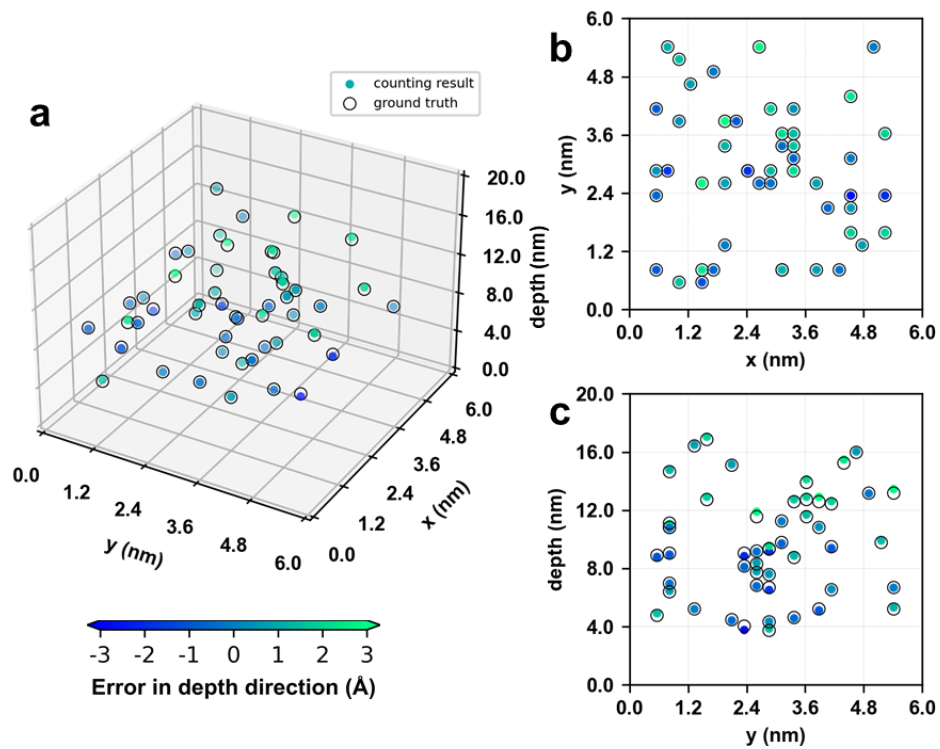 a
counting result
ground truth
20.0
16.0
12.0
8.0
4.0
0.0
depth (nm)
0.0
1.2
2.4
3.6
4.8
6.0
y (nm)
0.0
1.2
2.4
3.6
4.8
6.0
x (nm)
-3 -2 -1 0 1 2 3
Error in depth direction (Å)
b
6.0
4.8
3.6
2.4
1.2
0.0
y (nm)
0.0 1.2 2.4 3.6 4.8 6.0
x (nm)
c
20.0
16.0
12.0
8.0
4.0
0.0
depth (nm)
0.0 1.2 2.4 3.6 4.8 6.0
y (nm)